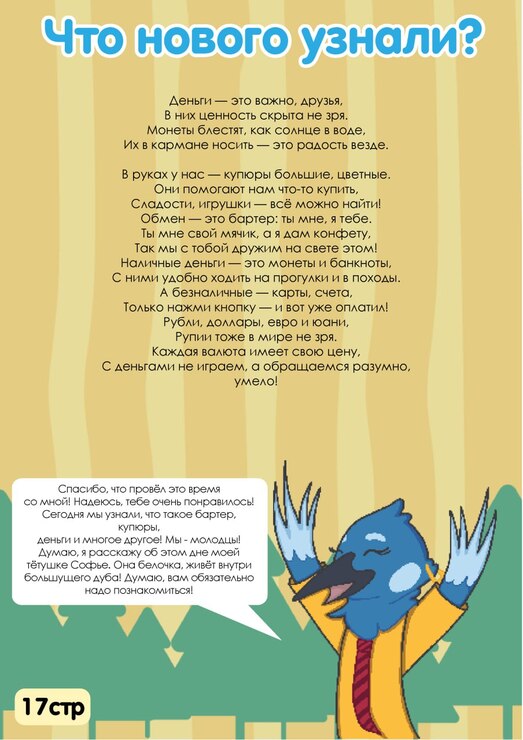 Что нового узнали?
Деньги — это важно, друзья,
В них ценность скрыта не зря.
Монеты блестят, как солнце в воде,
Их в кармане носить — это радость везде.
В руках у нас — купюры большие, цветные.
Они помогают нам что-то купить,
Сладости, игрушки — всё можно найти!
Обмен — это бартер: ты мне, я тебе.
Ты мне свой мячик, а я дам конфету,
Так мы с тобой дружим на свете этом!
Наличные деньги — это монеты и банкноты,
С ними удобно ходить на прогулки и в походы.
А безналичные — карты, счета,
Только нажми кнопку — и вот уже оплатил!
Рубли, доллары, евро и юани,
Рупии тоже в мире не зря.
Каждая валюта имеет свою цену,
С деньгами не играем, а обращаемся разумно,
умело!
Спасибо, что провёл это время
со мной! Надеюсь, тебе очень понравилось!
Сегодня мы узнали, что такое бартер,
купюры,
деньги и многое другое! Мы - молодцы!
Думаю, я расскажу об этом дне моей
тётушке Софье. Она белочка, живёт внутри
большущего дуба! Думаю, вам обязательно
надо познакомиться!
17стр